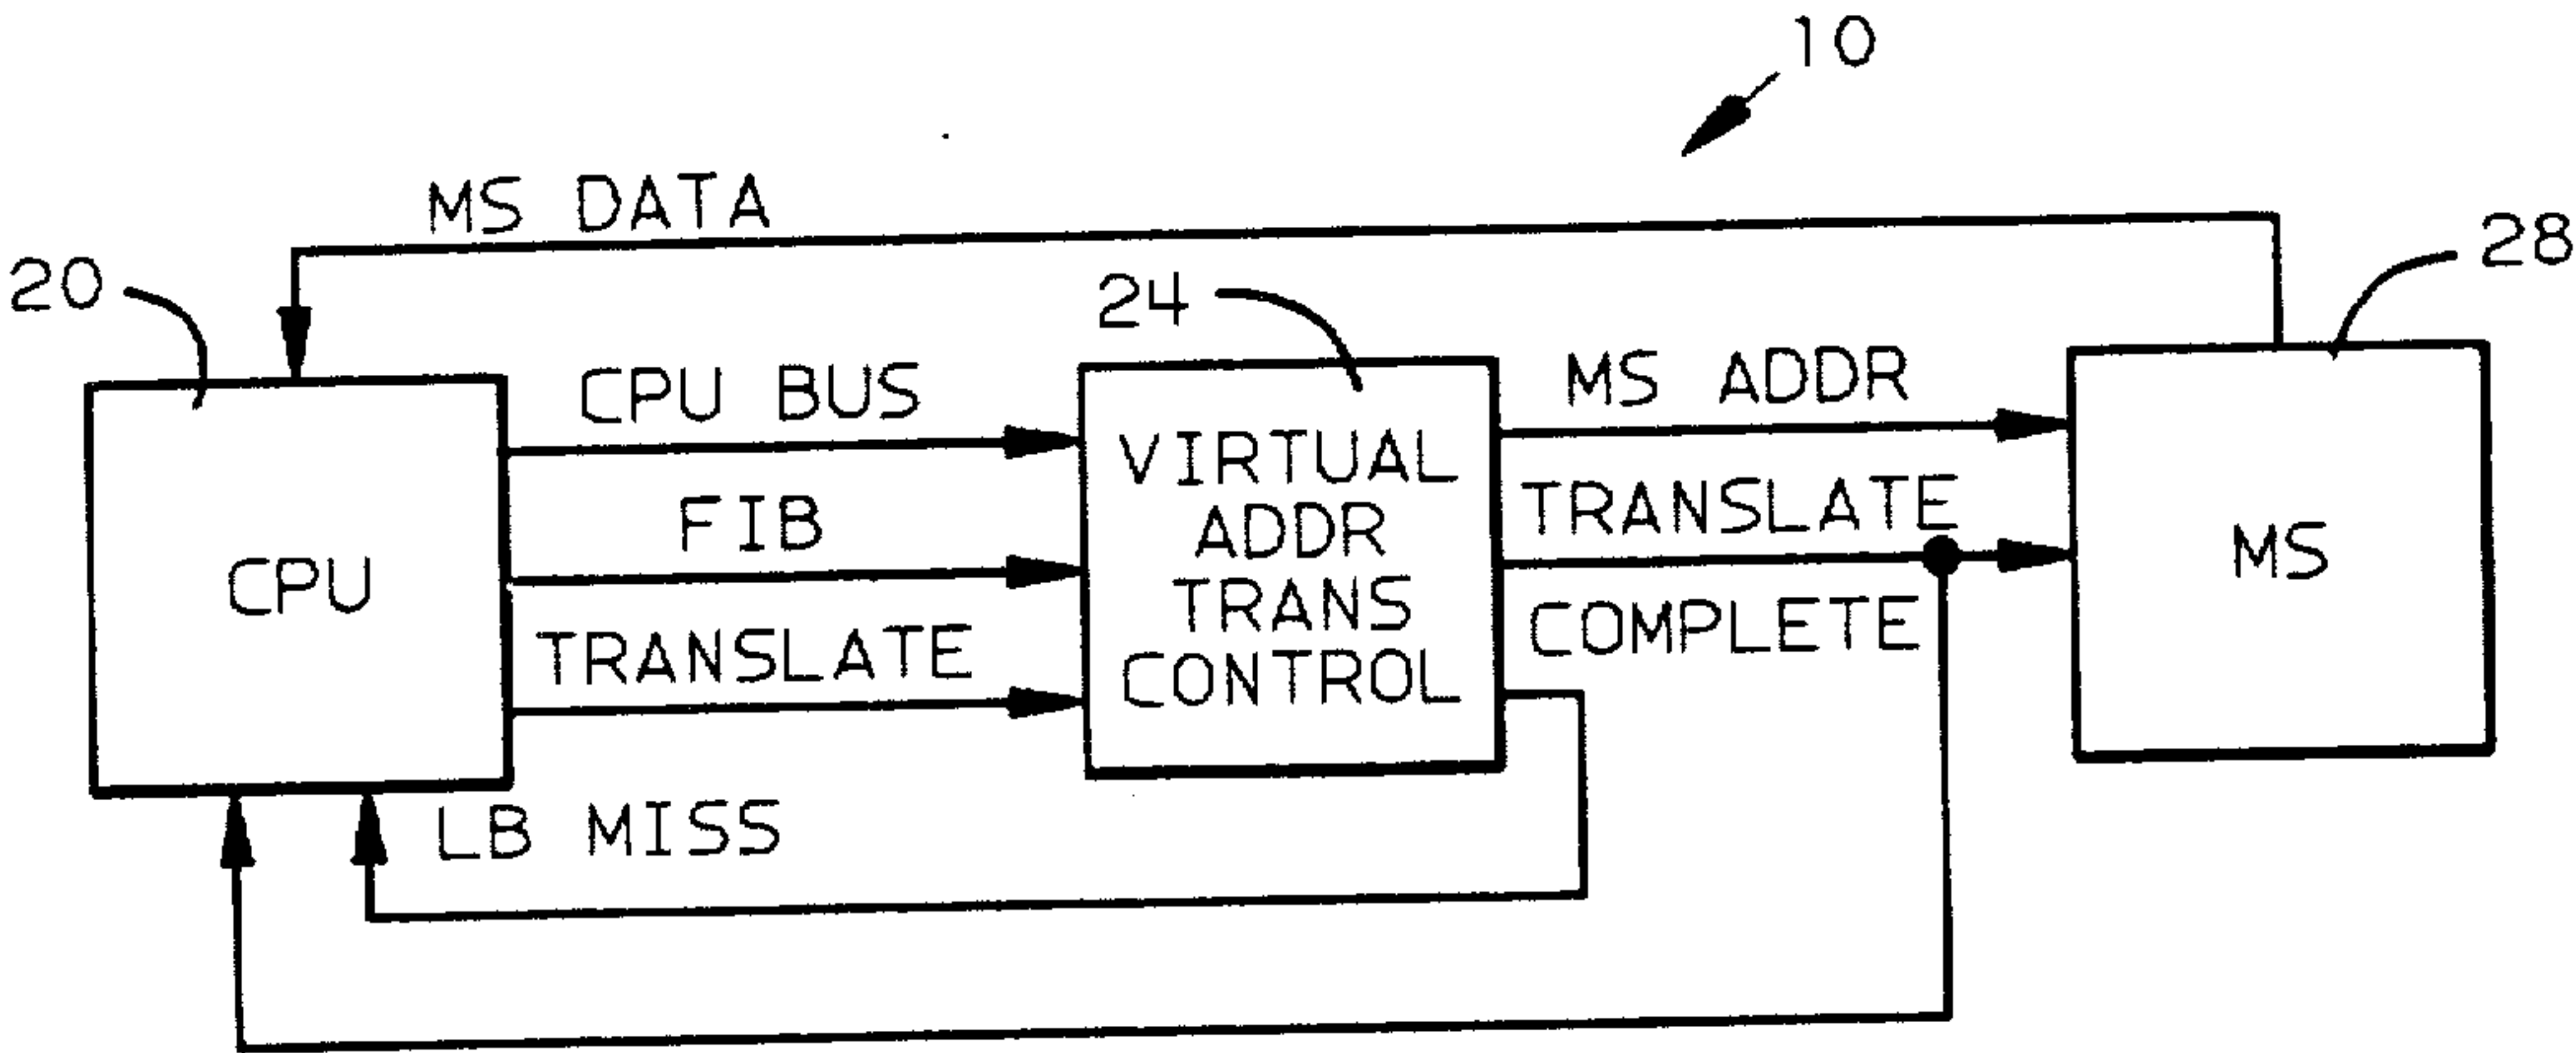 10
MS DATA
20
28
24
CPU BUS
MS ADDR
FIB
TRANSLATE
CPU
VIRTUAL
ADDR
TRANS
CONTROL
TRANSLATE
COMPLETE
MS
LB MISS